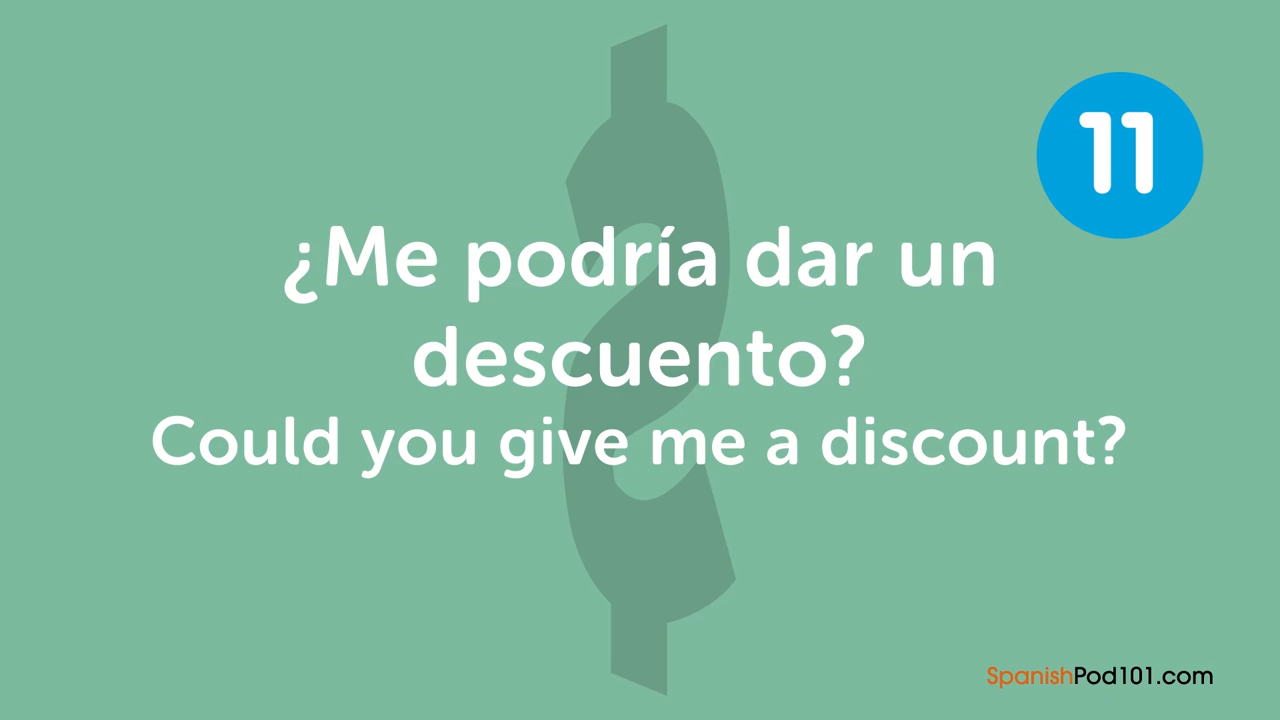 11
¿Me podría dar un
descuento?
Could you give me a discount?
SpanishPod101.com